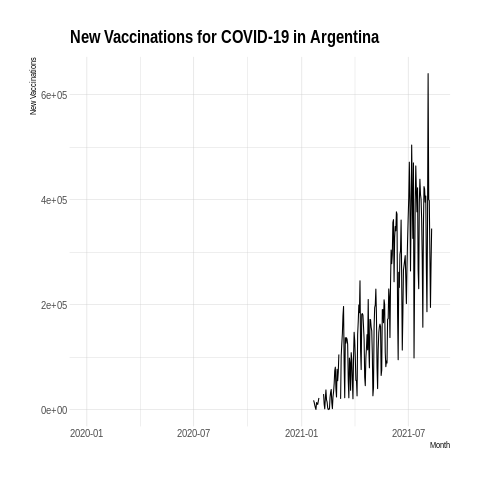 New Vaccinations for COVID-19 in Argentina
New Vaccinations
6e+05
4e+05
2e+05
0e+00
2020-01 2020-07 2021-01 2021-07
Month